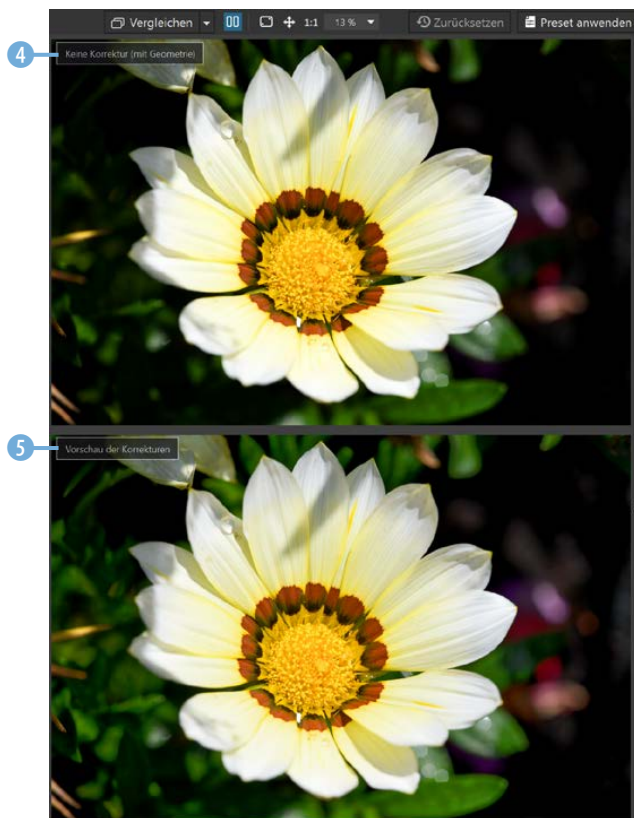 Vergleichen 1:1 13 % Zurücksetzen Preset anwenden
4 Keine Korrektur (mit Geometrie)
5 Vorschau der Korrekturen